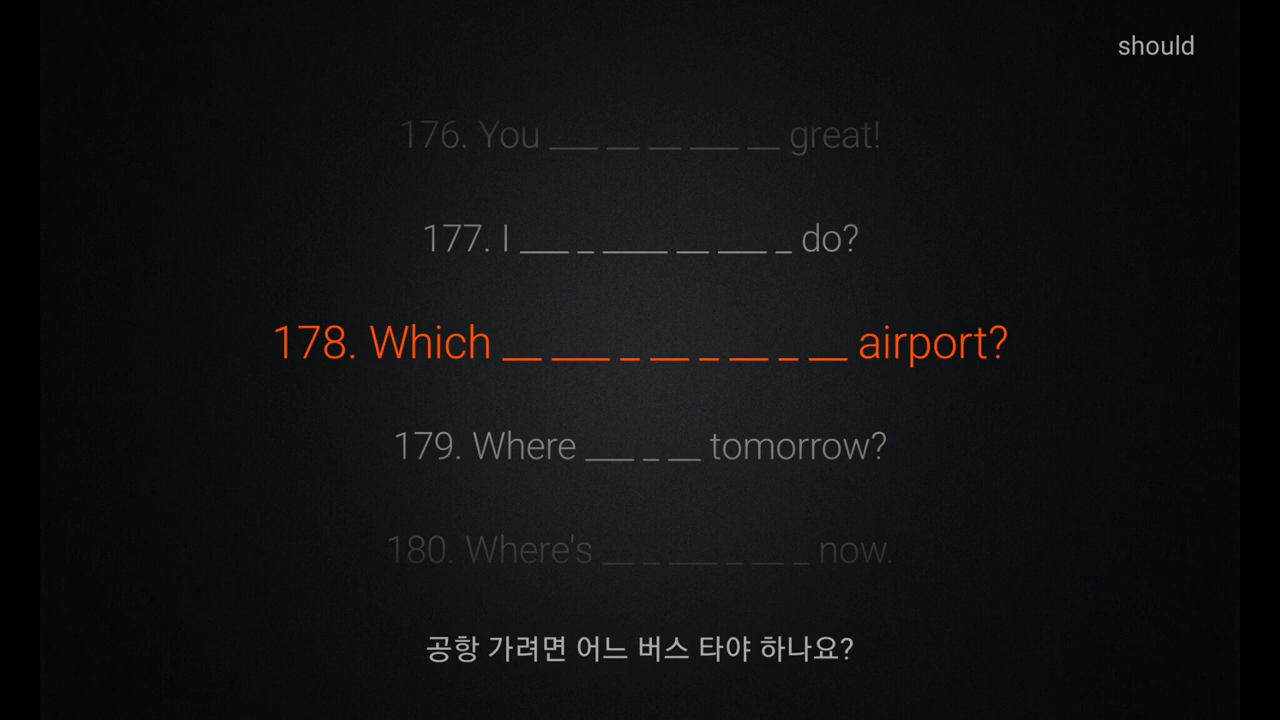 should
176. You ___ __ __ ___ __ great!
177. I ___ _ ____ __ ___ _ do?
178. Which __ ___ _ __ _ __ _ __ airport?
179. Where ___ _ __ tomorrow?
180. Where's __ _ ___ _ __ _ now.
공항 가려면 어느 버스 타야 하나요?